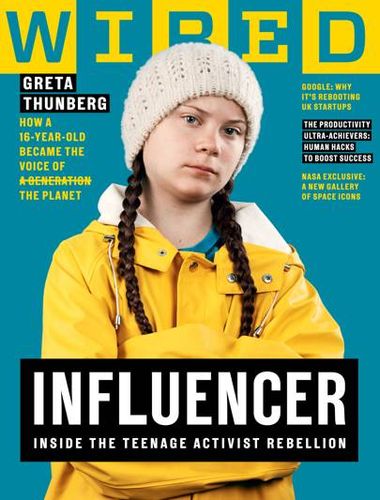 WIRED
GRETA
THUNBERG
HOW A
16-YEAR-OLD
BECAME THE
VOICE OF
A GENERATION
THE PLANET
GOOGLE: WHY
IT'S REBOOTING
UK STARTUPS
THE PRODUCTIVITY
ULTRA-ACHIEVERS:
HUMAN HACKS
TO BOOST SUCCESS
NASA EXCLUSIVE:
A NEW GALLERY
OF SPACE ICONS
INFLUENCER
INSIDE THE TEENAGE ACTIVIST REBELLION